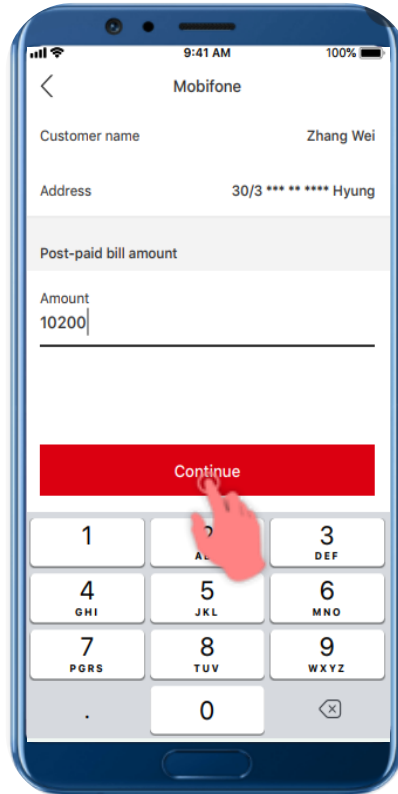 9:41 AM 100%
Mobifone
Customer name Zhang Wei
Address 30/3 *** ** **** Hyung
Post-paid bill amount
Amount
10200
Continue
1 2 3
DEF
4 5 6
GHI JKL MNO
7 8 9
PGRS TUV WXYZ
. 0